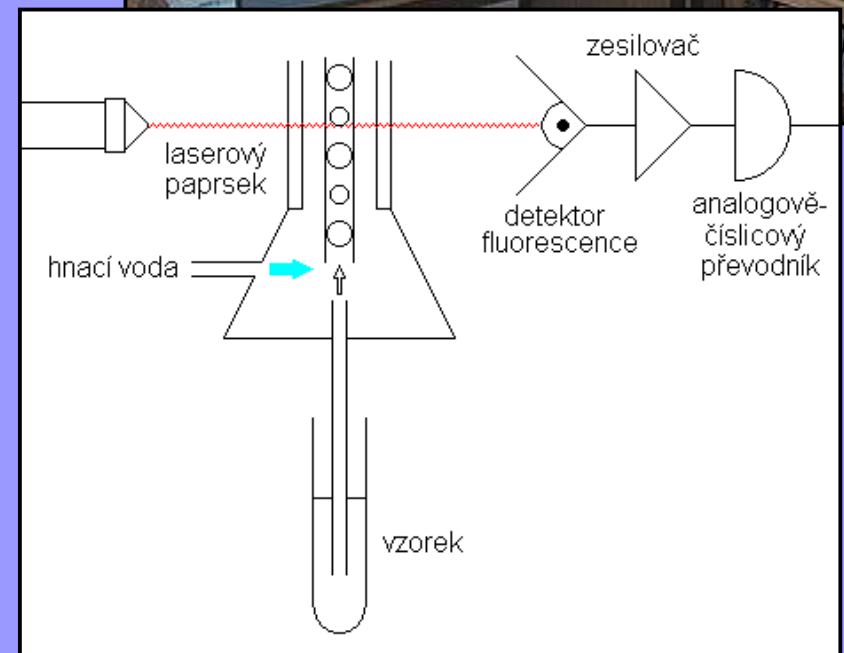 zesilovač
laserový
paprsek
detektor
fluorescence
analogově-
číslicový
převodník
hnací voda
vzorek